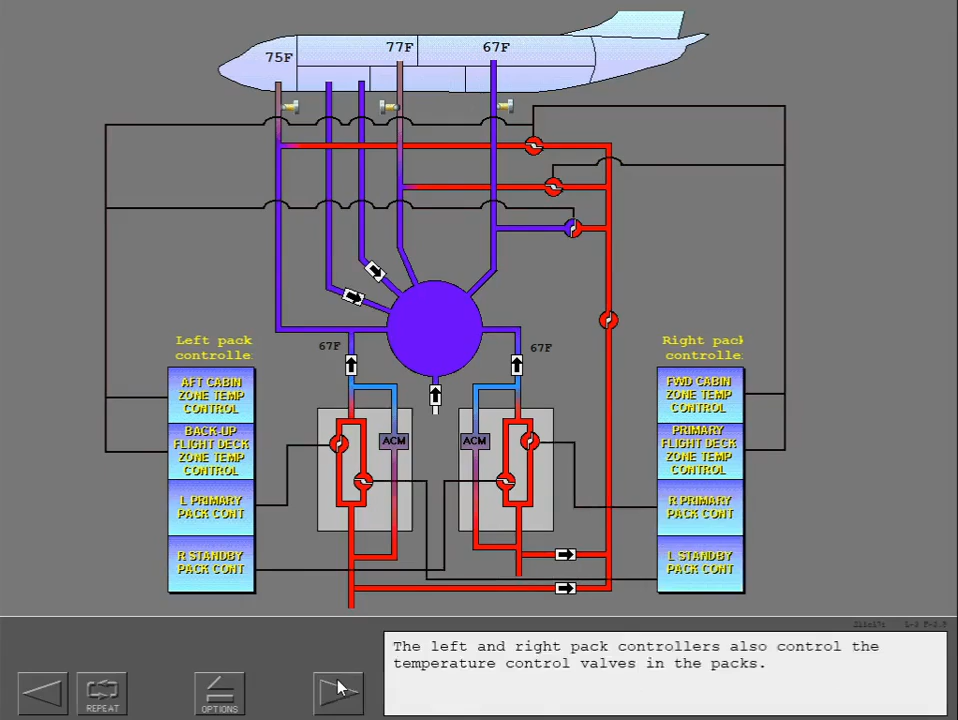 75F
77F
67F
67F
67F
Left pack
controlle
AFT CABIN
ZONE TEMP
CONTROL
BACK-UP
FLIGHT DECK
ZONE TEMP
CONTROL
L PRIMARY
PACK CONT
R STANDBY
PACK CONT
ACM
ACM
Right pack
controlle
FWD CABIN
ZONE TEMP
CONTROL
PRIMARY
FLIGHT DECK
ZONE TEMP
CONTROL
R PRIMARY
PACK CONT
L STANDBY
PACK CONT
The left and right pack controllers also control the
temperature control valves in the packs.
REPEAT
OPTIONS